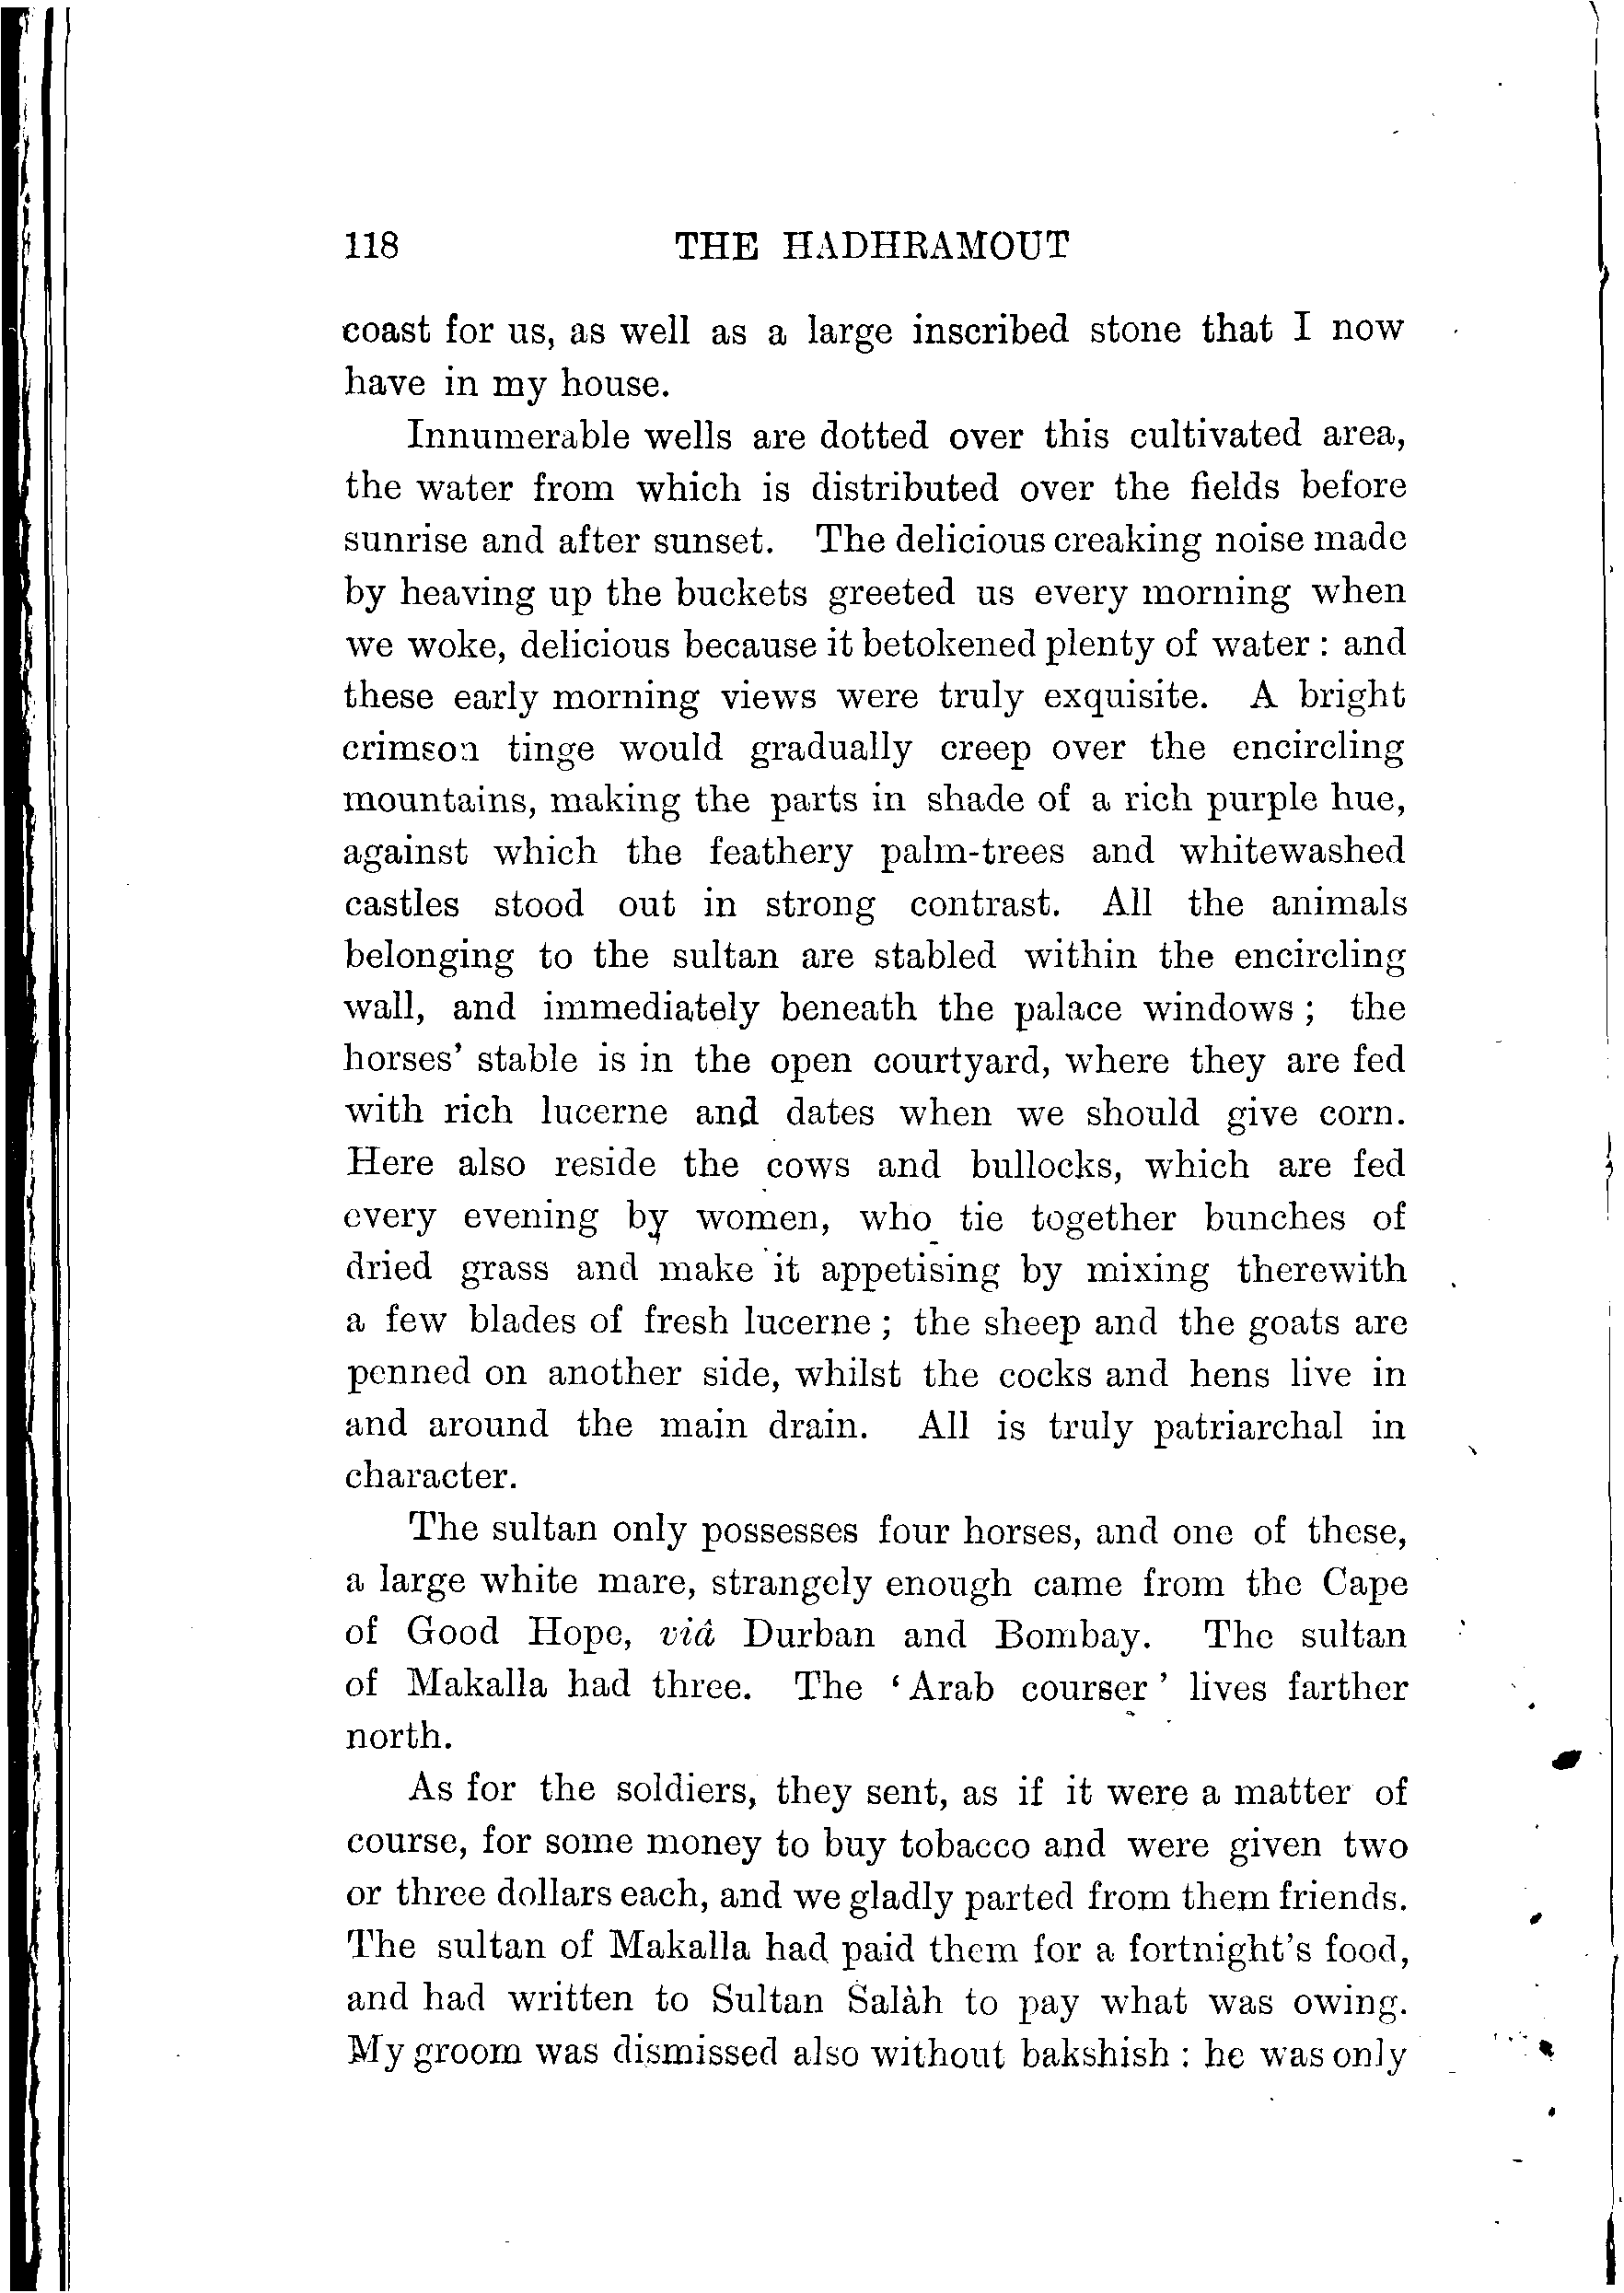 118 THE HADHRAMOUT
coast for us, as well as a large inscribed stone that I now
have in my house.
Innumerable wells are dotted over this cultivated area,
the water from which is distributed over the fields before
sunrise and after sunset. The delicious creaking noise made
by heaving up the buckets greeted us every morning when
we woke, delicious because it betokened plenty of water : and
these early morning views were truly exquisite. A bright
crimson tinge would gradually creep over the encircling
mountains, making the parts in shade of a rich purple hue,
against which the feathery palm-trees and whitewashed
castles stood out in strong contrast. All the animals
belonging to the sultan are stabled within the encircling
wall, and immediately beneath the palace windows ; the
horses' stable is in the open courtyard, where they are fed
with rich lucerne and dates when we should give corn.
Here also reside the cows and bullocks, which are fed
every evening by women, who tie together bunches of
dried grass and make it appetising by mixing therewith
a few blades of fresh lucerne ; the sheep and the goats are
penned on another side, whilst the cocks and hens live in
and around the main drain. All is truly patriarchal in
character.
The sultan only possesses four horses, and one of these,
a large white mare, strangely enough came from the Cape
of Good Hope, viâ Durban and Bombay. The sultan
of Makalla had three. The ‘ Arab courser ’ lives farther
north.
As for the soldiers, they sent, as if it were a matter of
course, for some money to buy tobacco and were given two
or three dollars each, and we gladly parted from them friends.
The sultan of Makalla had paid them for a fortnight's food,
and had written to Sultan Salàh to pay what was owing.
My groom was dismissed also without bakshish : he was only